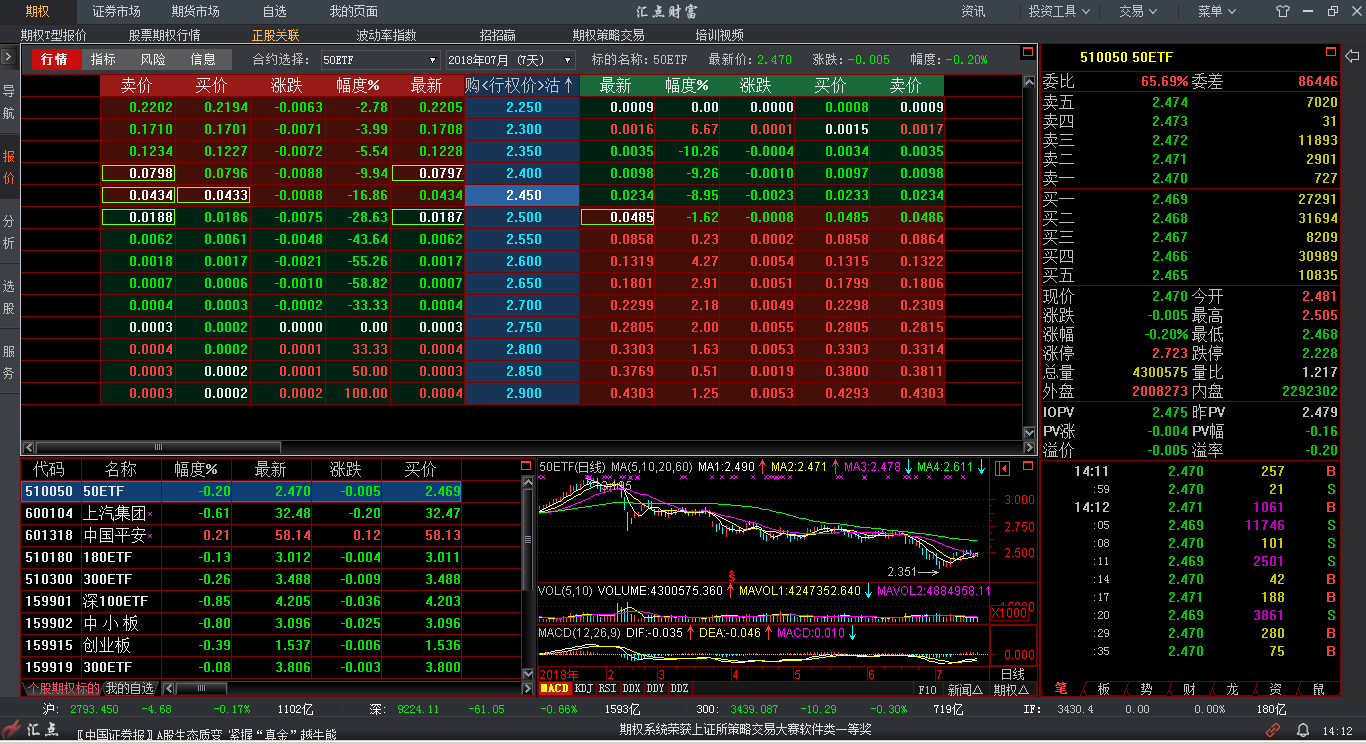 期权 证券市场 期货市场 自选 我的页面 汇点财富 资讯 投资工具 交易 菜单
期权T型报价 股票期权行情 正股关联 波动率指数 招招赢 期权策略交易 培训视频
行情 指标 风险 信息 合约选择: 50ETF 2018年07月 (7天) 标的名称: 50ETF 最新价: 2.470 涨跌: -0.005 幅度: -0.20%
导航
报价
分析
选股
服务
卖价 买价 涨跌 幅度% 最新 购<行权价>沽↑ 最新 幅度% 涨跌 买价 卖价
0.2202 0.2194 -0.0063 -2.78 0.2205 2.250 0.0009 0.00 0.0000 0.0008 0.0009
0.1710 0.1701 -0.0071 -3.99 0.1708 2.300 0.0016 6.67 0.0001 0.0015 0.0017
0.1234 0.1227 -0.0072 -5.54 0.1228 2.350 0.0035 -10.26 -0.0004 0.0034 0.0035
0.0798 0.0796 -0.0088 -9.94 0.0797 2.400 0.0098 -9.26 -0.0010 0.0097 0.0098
0.0434 0.0433 -0.0088 -16.86 0.0434 2.450 0.0234 -8.95 -0.0023 0.0233 0.0234
0.0188 0.0186 -0.0075 -28.63 0.0187 2.500 0.0485 -1.62 -0.0008 0.0485 0.0486
0.0062 0.0061 -0.0048 -43.64 0.0062 2.550 0.0858 0.23 0.0002 0.0858 0.0864
0.0018 0.0017 -0.0021 -55.26 0.0017 2.600 0.1319 4.27 0.0054 0.1315 0.1322
0.0007 0.0006 -0.0010 -58.82 0.0007 2.650 0.1801 2.91 0.0051 0.1799 0.1806
0.0004 0.0003 -0.0002 -33.33 0.0004 2.700 0.2299 2.18 0.0049 0.2298 0.2309
0.0003 0.0002 0.0000 0.00 0.0003 2.750 0.2805 2.00 0.0055 0.2805 0.2815
0.0004 0.0002 0.0001 33.33 0.0004 2.800 0.3303 1.63 0.0053 0.3303 0.3314
0.0003 0.0002 0.0001 50.00 0.0003 2.850 0.3769 0.51 0.0019 0.3800 0.3811
0.0003 0.0002 0.0002 100.00 0.0004 2.900 0.4303 1.25 0.0053 0.4293 0.4303
代码 名称 幅度% 最新 涨跌 买价
510050 50ETF -0.20 2.470 -0.005 2.469
600104 上汽集团× -0.61 32.48 -0.20 32.47
601318 中国平安× 0.21 58.14 0.12 58.13
510180 180ETF -0.13 3.012 -0.004 3.011
510300 300ETF -0.26 3.488 -0.009 3.488
159901 深100ETF -0.85 4.205 -0.036 4.203
159902 中小板 -0.80 3.096 -0.025 3.096
159915 创业板 -0.39 1.537 -0.006 1.536
159919 300ETF -0.08 3.806 -0.003 3.800
个股期权标的 我的自选
50ETF(日线) MA(5,10,20,60) MA1:2.490↑ MA2:2.471↑ MA3:2.478↓ MA4:2.611↓
3.000
2.750
2.500
2.351→
VOL(5,10) VOLUME:4300575.360↑ MAVOL1:4247352.640↓ MAVOL2:4884958.11
X1000
MACD(12,26,9) DIF:-0.035↑ DEA:-0.046↑ MACD:0.010↓
0.000
2018年 2 3 4 5 6 7 日线
MACD KDJ RSI DDX DDY DDZ F10 新闻△ 期权△
510050 50ETF
委比 65.69% 委差 86446
卖五 2.474 7020
卖四 2.473 31
卖三 2.472 11893
卖二 2.471 2901
卖一 2.470 727
买一 2.469 27291
买二 2.468 31694
买三 2.467 8209
买四 2.466 30989
买五 2.465 10835
现价 2.470 今开 2.481
涨跌 -0.005 最高 2.505
涨幅 -0.20% 最低 2.468
涨停 2.723 跌停 2.228
总量 4300575 量比 1.217
外盘 2008273 内盘 2292302
IOPV 2.475 昨PV 2.479
PV涨 -0.004 PV幅 -0.16
溢价 -0.005 溢率 -0.20
14:11 2.470 257 B
:59 2.470 21 S
14:12 2.471 1061 B
:05 2.469 11746 S
:08 2.470 101 S
:11 2.469 2501 S
:14 2.470 42 B
:17 2.471 188 B
:20 2.469 3861 S
:29 2.470 280 B
:35 2.470 75 B
笔 板 势 财 龙 资 鼠
沪: 2793.450 -4.68 -0.17% 1102亿 深: 9224.11 -61.05 -0.66% 1593亿 300: 3439.087 -10.29 -0.30% 719亿 IF: 3430.4 0.00 0.00% 180亿
汇点 〖中国证券报〗A股生态质变 紧握“真金”越牛熊 期权系统荣获上证所策略交易大赛软件类一等奖 14:12